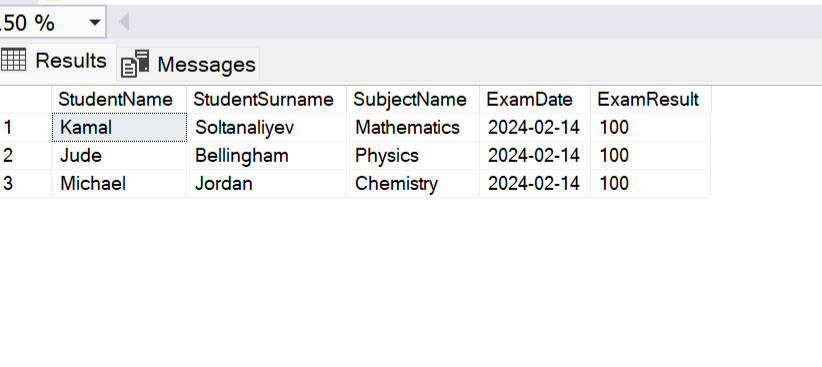 .50 %
Results Messages
StudentName StudentSurname SubjectName ExamDate ExamResult
1 Kamal Soltanaliyev Mathematics 2024-02-14 100
2 Jude Bellingham Physics 2024-02-14 100
3 Michael Jordan Chemistry 2024-02-14 100